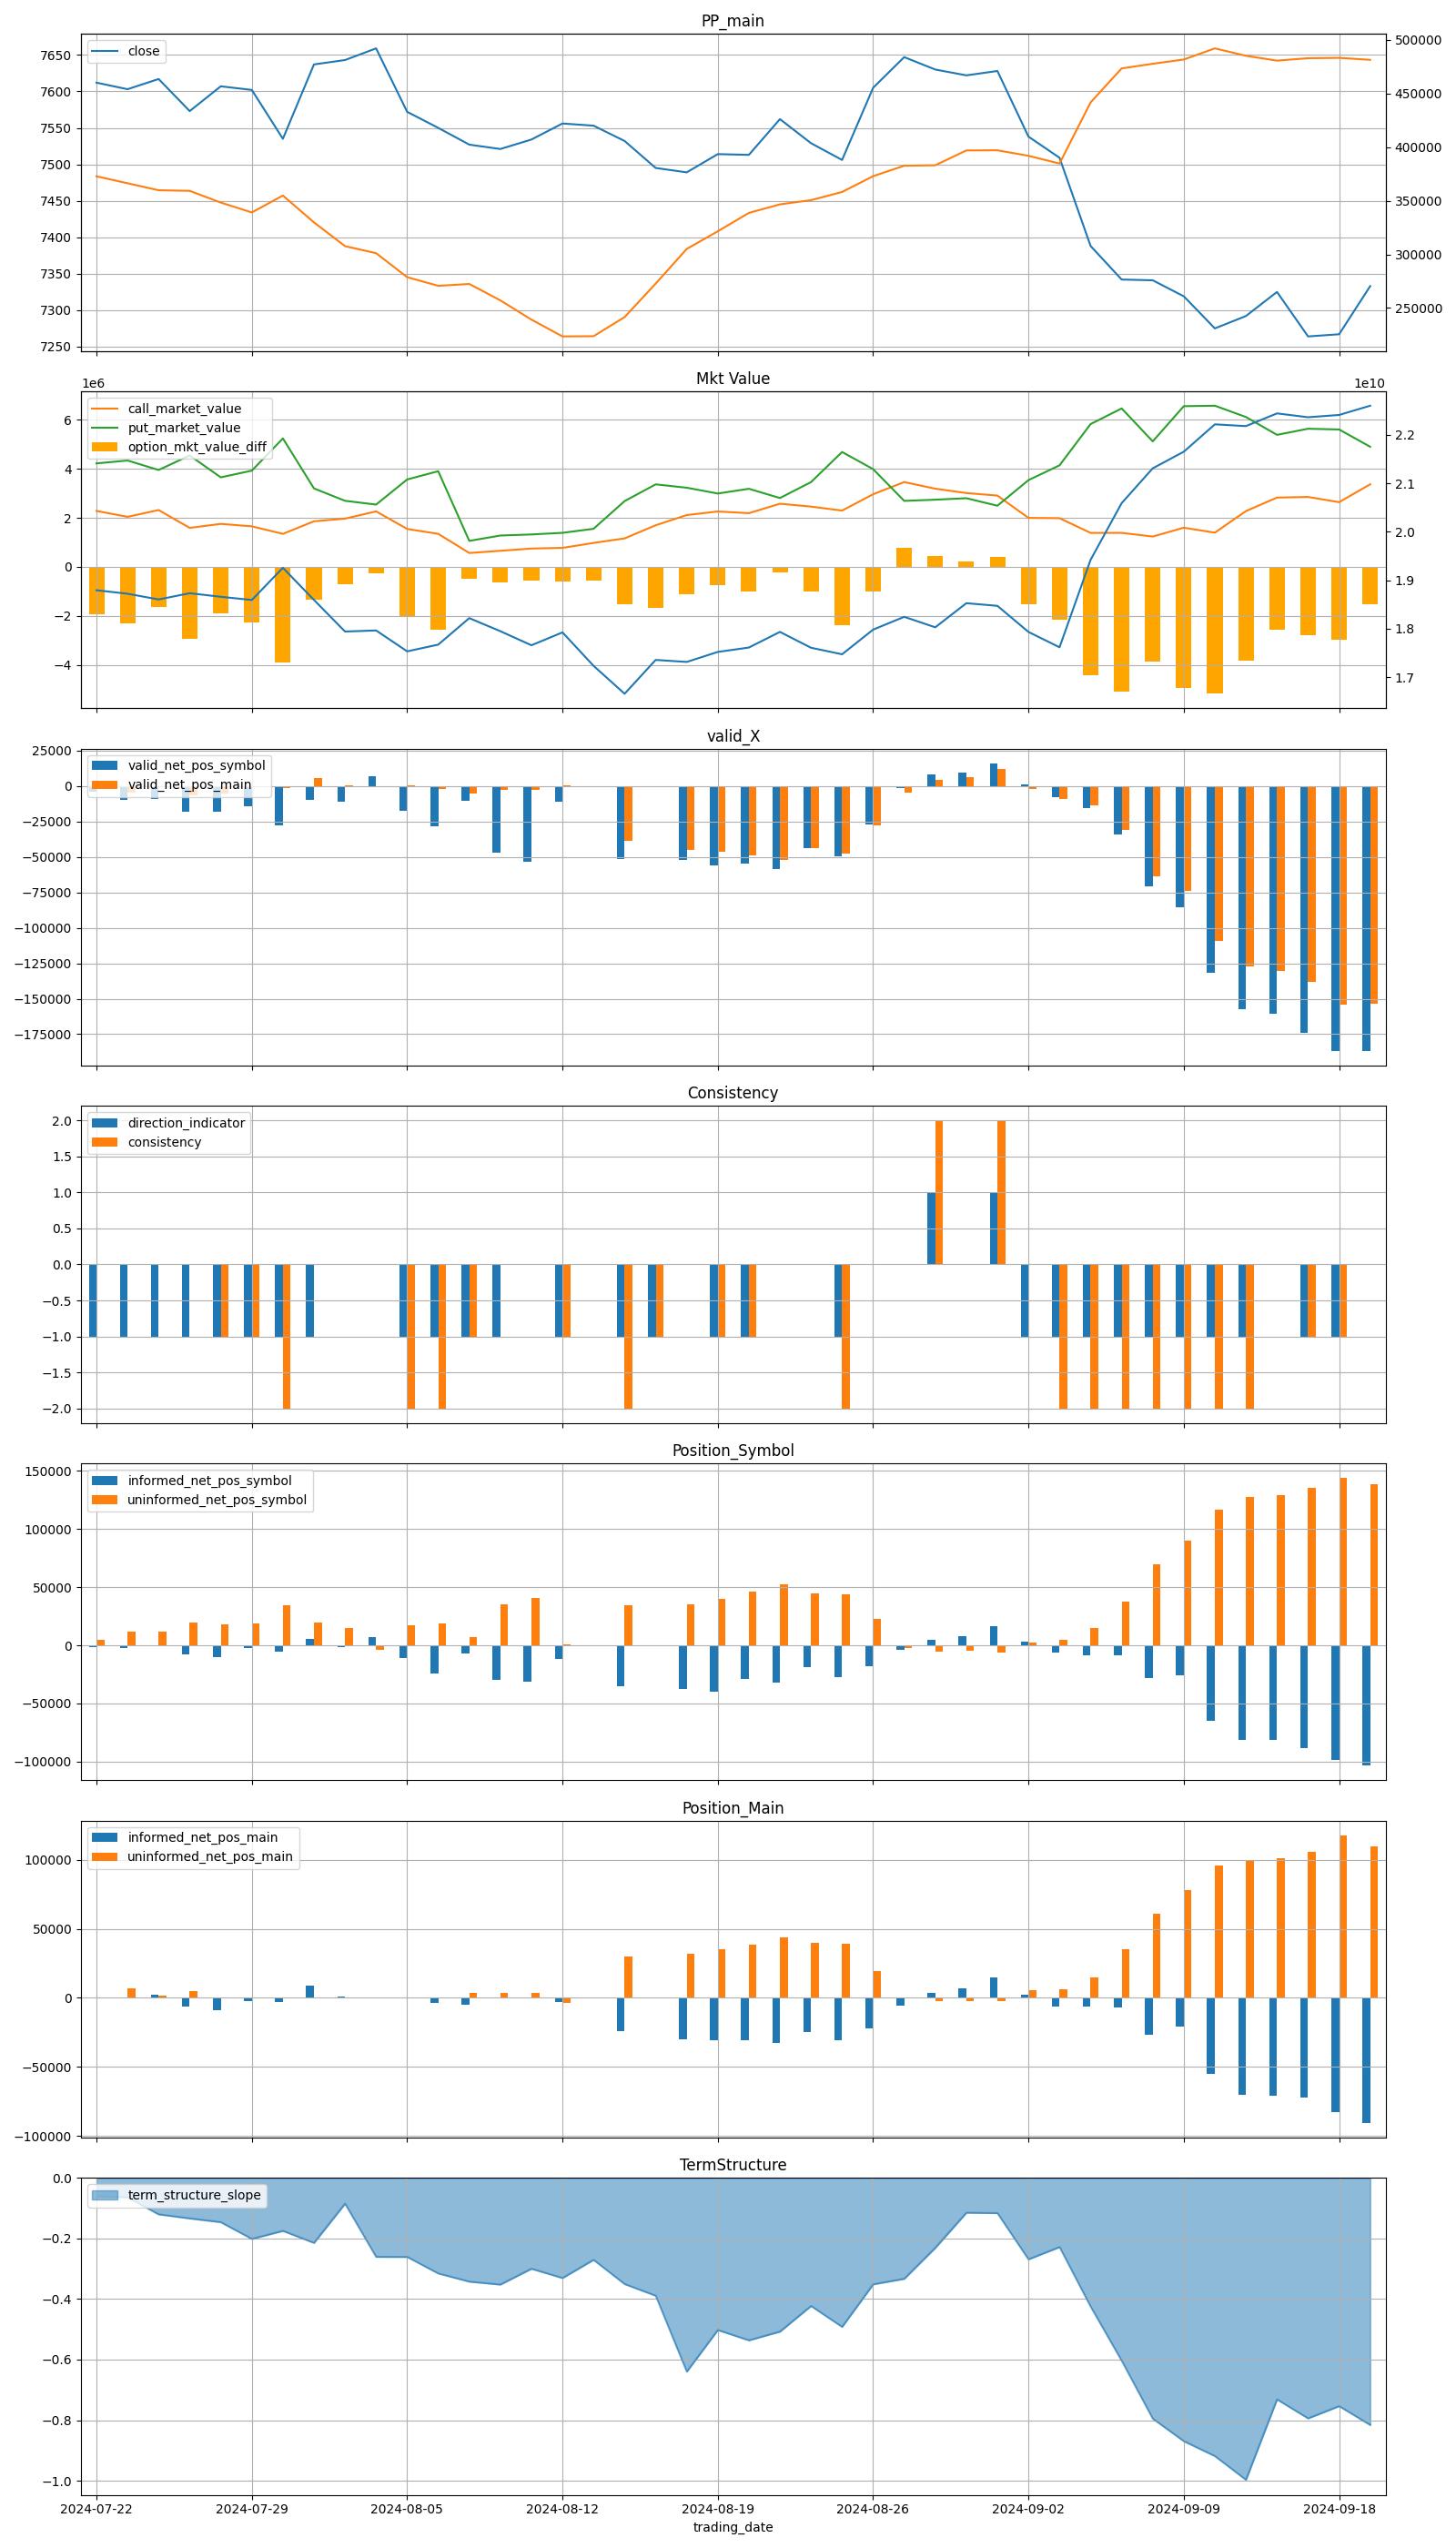 PP_main
close
7650
7600
7550
7500
7450
7400
7350
7300
7250
500000
450000
400000
350000
300000
250000
Mkt Value
1e6
1e10
call_market_value
put_market_value
option_mkt_value_diff
6
4
2
0
−2
−4
2.2
2.1
2.0
1.9
1.8
1.7
valid_X
valid_net_pos_symbol
valid_net_pos_main
25000
0
−25000
−50000
−75000
−100000
−125000
−150000
−175000
Consistency
direction_indicator
consistency
2.0
1.5
1.0
0.5
0.0
−0.5
−1.0
−1.5
−2.0
Position_Symbol
informed_net_pos_symbol
uninformed_net_pos_symbol
150000
100000
50000
0
−50000
−100000
Position_Main
informed_net_pos_main
uninformed_net_pos_main
100000
50000
0
−50000
−100000
TermStructure
term_structure_slope
0.0
−0.2
−0.4
−0.6
−0.8
−1.0
2024-07-22 2024-07-29 2024-08-05 2024-08-12 2024-08-19 2024-08-26 2024-09-02 2024-09-09 2024-09-18
trading_date